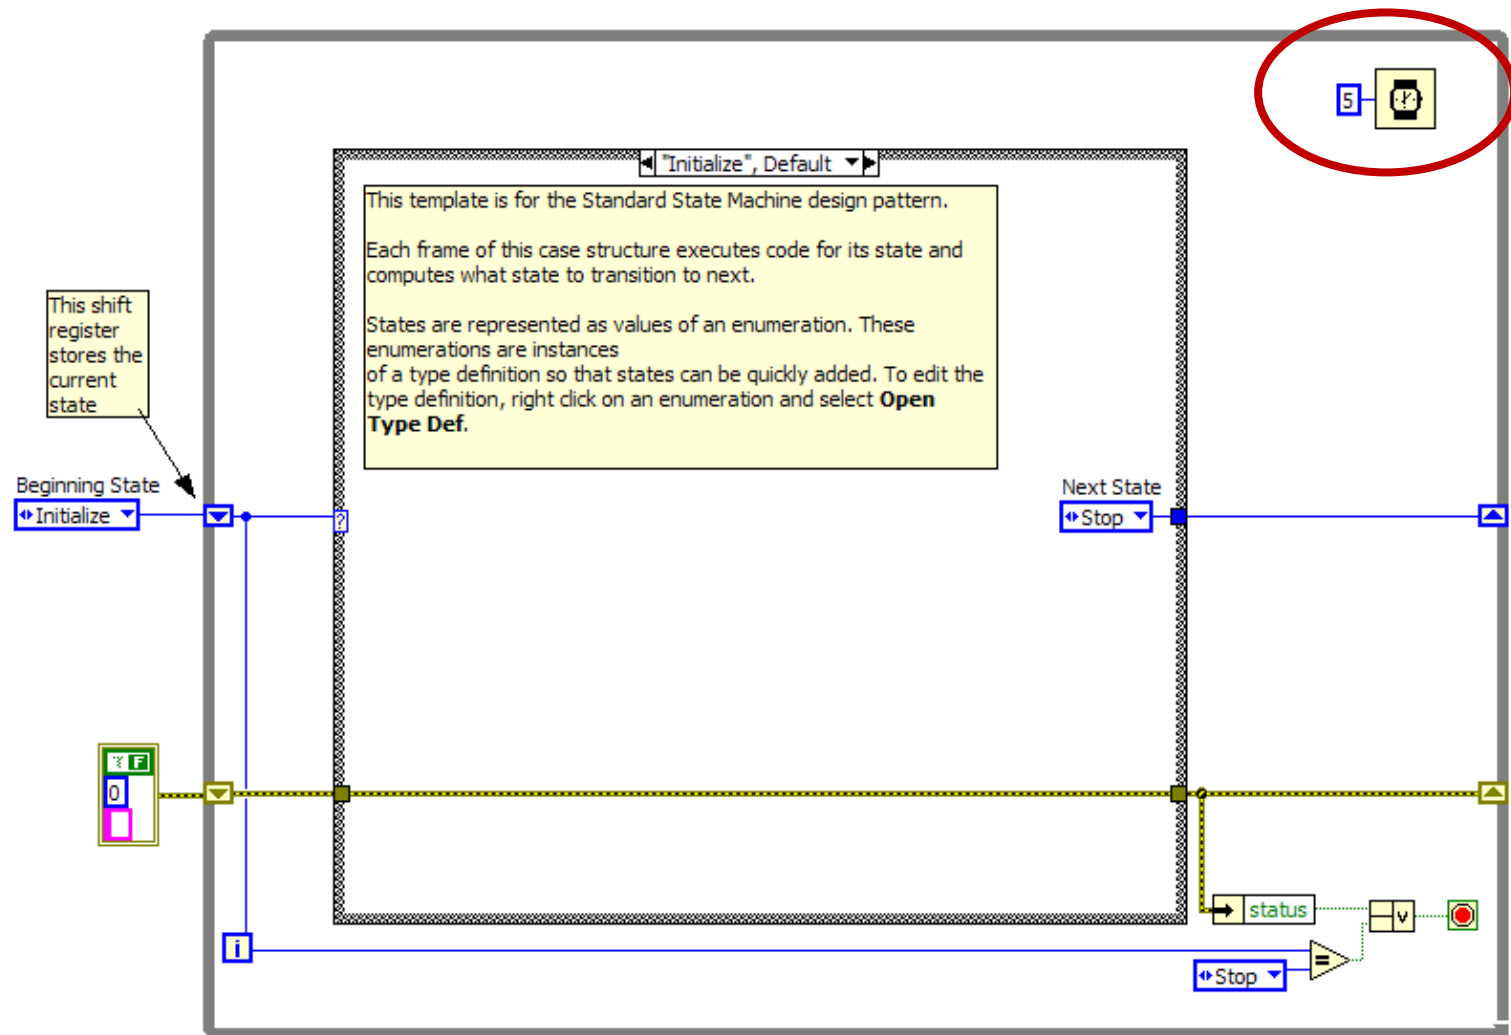 5
"Initialize", Default
This template is for the Standard State Machine design pattern.
Each frame of this case structure executes code for its state and
computes what state to transition to next.
States are represented as values of an enumeration. These
enumerations are instances
of a type definition so that states can be quickly added. To edit the
type definition, right click on an enumeration and select Open
Type Def.
This shift
register
stores the
current
state
Beginning State
Initialize
?
Next State
Stop
F
0
status
v
i
=
Stop